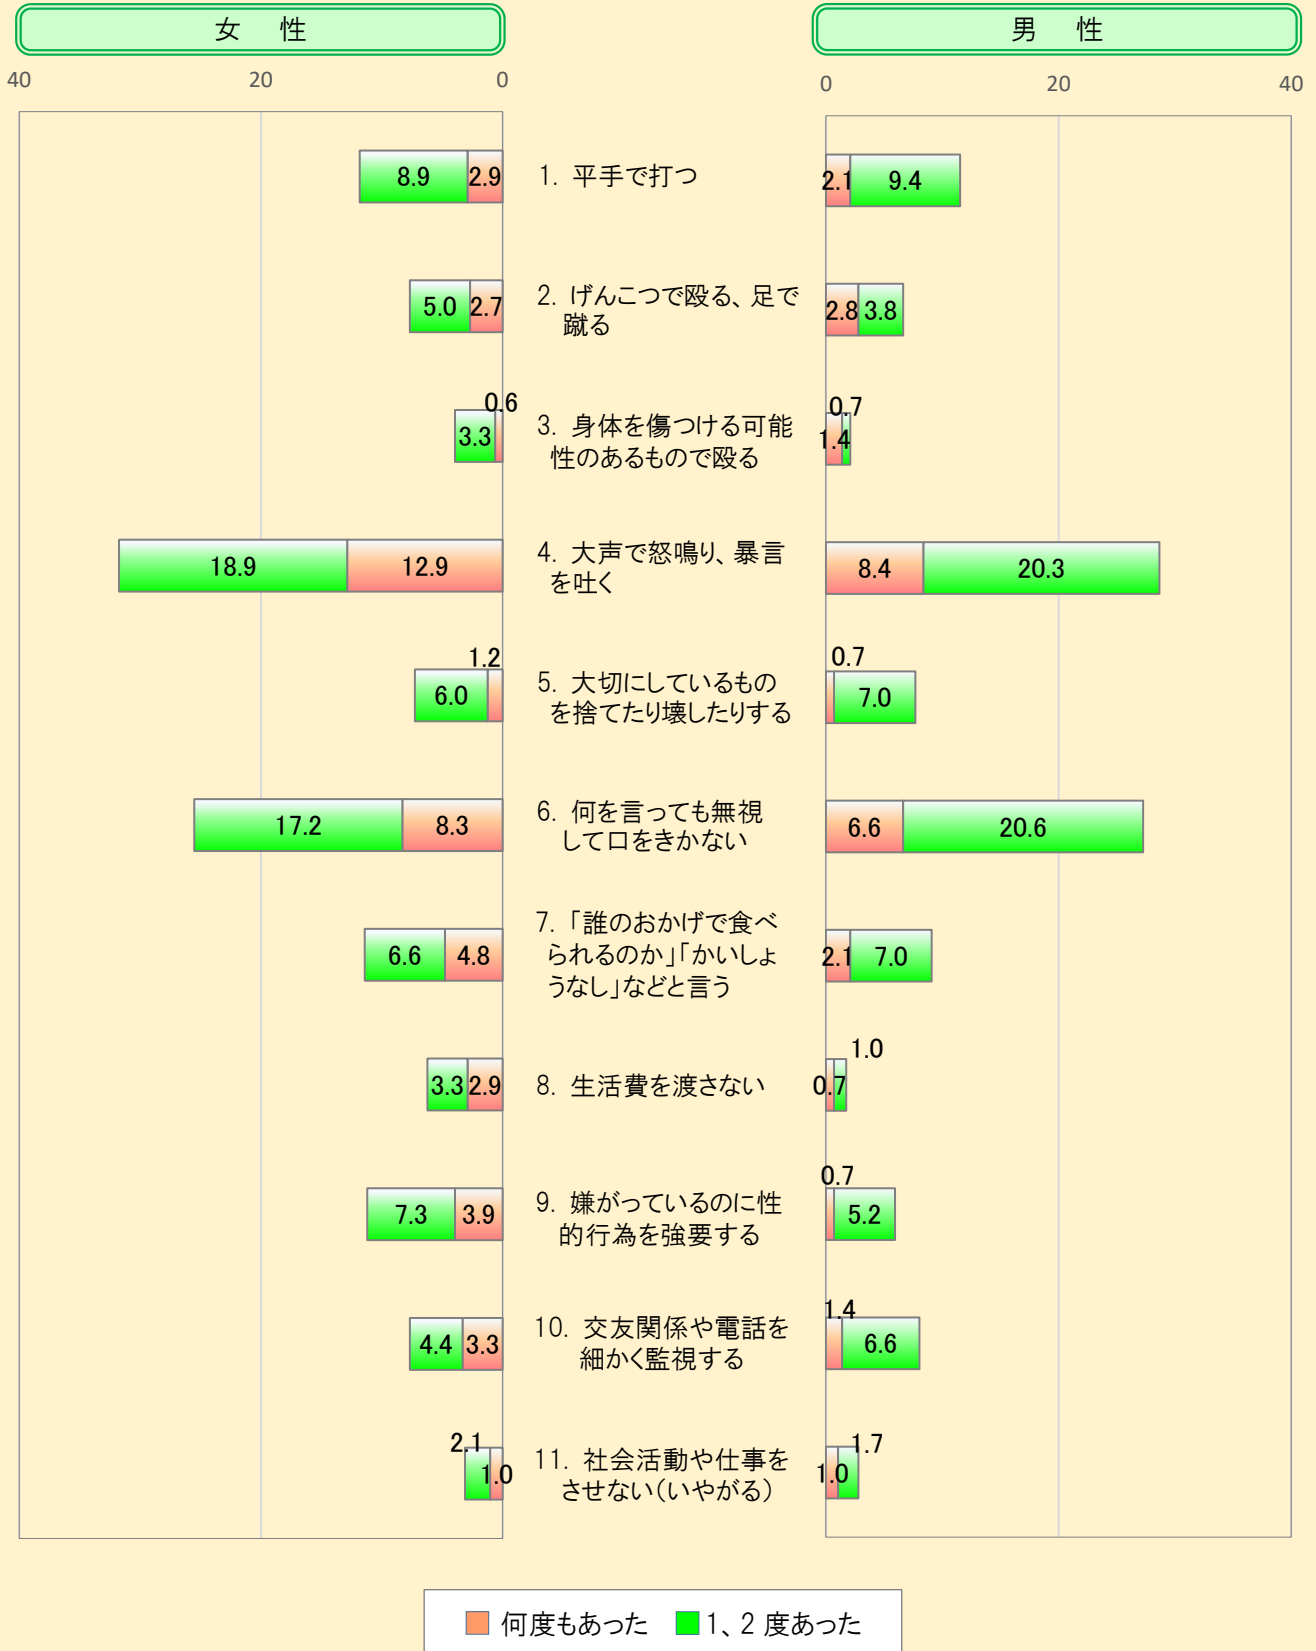 女 性
男 性
40 20 0
0 20 40
8.9 2.9
1. 平手で打つ
2.1 9.4
5.0 2.7
2. げんこつで殴る、足で
蹴る
2.8 3.8
0.6
3.3
3. 身体を傷つける可能
性のあるもので殴る
0.7
1.4
18.9 12.9
4. 大声で怒鳴り、暴言
を吐く
8.4 20.3
1.2
6.0
5. 大切にしているもの
を捨てたり壊したりする
0.7
7.0
17.2 8.3
6. 何を言っても無視
して口をきかない
6.6 20.6
6.6 4.8
7. 「誰のおかげで食べ
られるのか」「かいしょ
うなし」などと言う
2.1 7.0
3.3 2.9
8. 生活費を渡さない
1.0
0.7
7.3 3.9
9. 嫌がっているのに性
的行為を強要する
0.7
5.2
4.4 3.3
10. 交友関係や電話を
細かく監視する
1.4
6.6
2.1
1.0
11. 社会活動や仕事を
させない(いやがる)
1.7
1.0
何度もあった 1、2 度あった